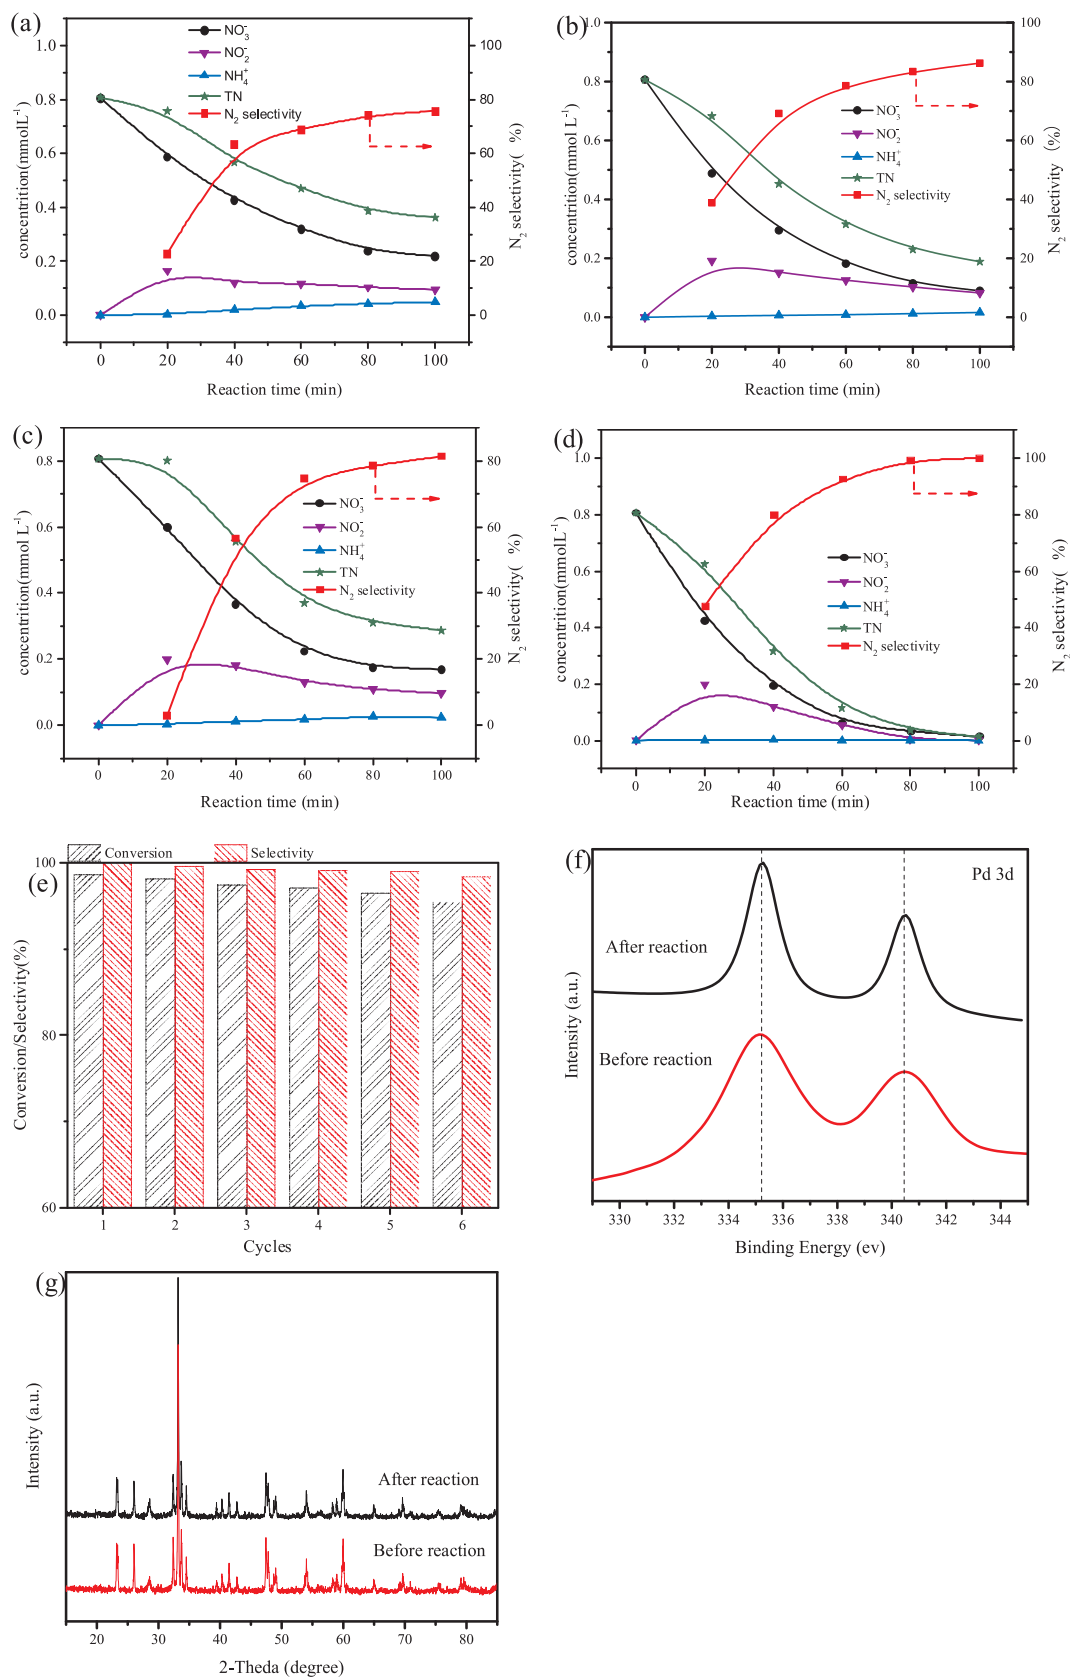 (a)
NO₃⁻
NO₂⁻
NH₄⁺
TN
N₂ selectivity
1.0
0.8
0.6
0.4
0.2
0.0
concentrition(mmolL⁻¹)
100
80
60
40
20
0
N₂ selectivity( %)
0 20 40 60 80 100
Reaction time (min)
(b)
NO₃⁻
NO₂⁻
NH₄⁺
TN
N₂ selectivity
1.0
0.8
0.6
0.4
0.2
0.0
concentrition(mmol L⁻¹)
100
80
60
40
20
0
N₂ selectivity (%)
0 20 40 60 80 100
Reaction time (min)
(c)
NO₃⁻
NO₂⁻
NH₄⁺
TN
N₂ selectivity
0.8
0.6
0.4
0.2
0.0
concentrition(mmol L⁻¹)
80
60
40
20
0
N₂ selectivity( %)
0 20 40 60 80 100
Reaction time (min)
(d)
NO₃⁻
NO₂⁻
NH₄⁺
TN
N₂ selectivity
1.0
0.8
0.6
0.4
0.2
0.0
concentrition(mmolL⁻¹)
100
80
60
40
20
0
N₂ selectivity( %)
0 20 40 60 80 100
Reaction time (min)
(e)
Conversion Selectivity
100
80
60
Conversion/Selectivity(%)
1 2 3 4 5 6
Cycles
(f)
Pd 3d
After reaction
Before reaction
Intensity (a.u.)
330 332 334 336 338 340 342 344
Binding Energy (ev)
(g)
After reaction
Before reaction
Intensity (a.u.)
20 30 40 50 60 70 80
2-Theda (degree)